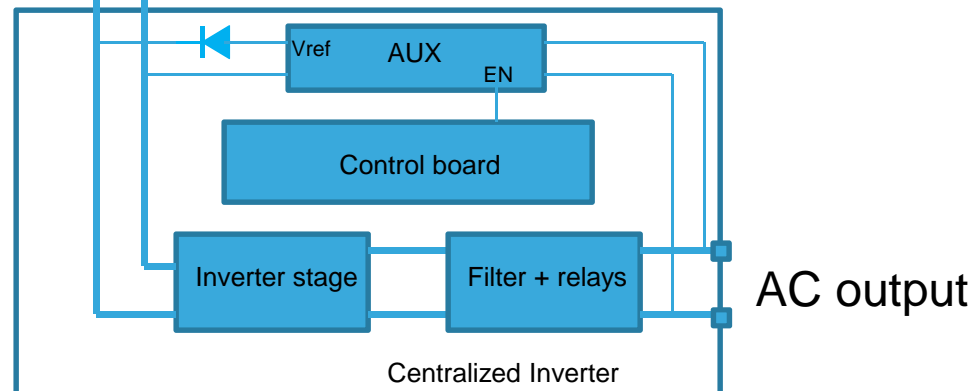 Vref
AUX
EN
Control board
Inverter stage
Filter + relays
AC output
Centralized Inverter